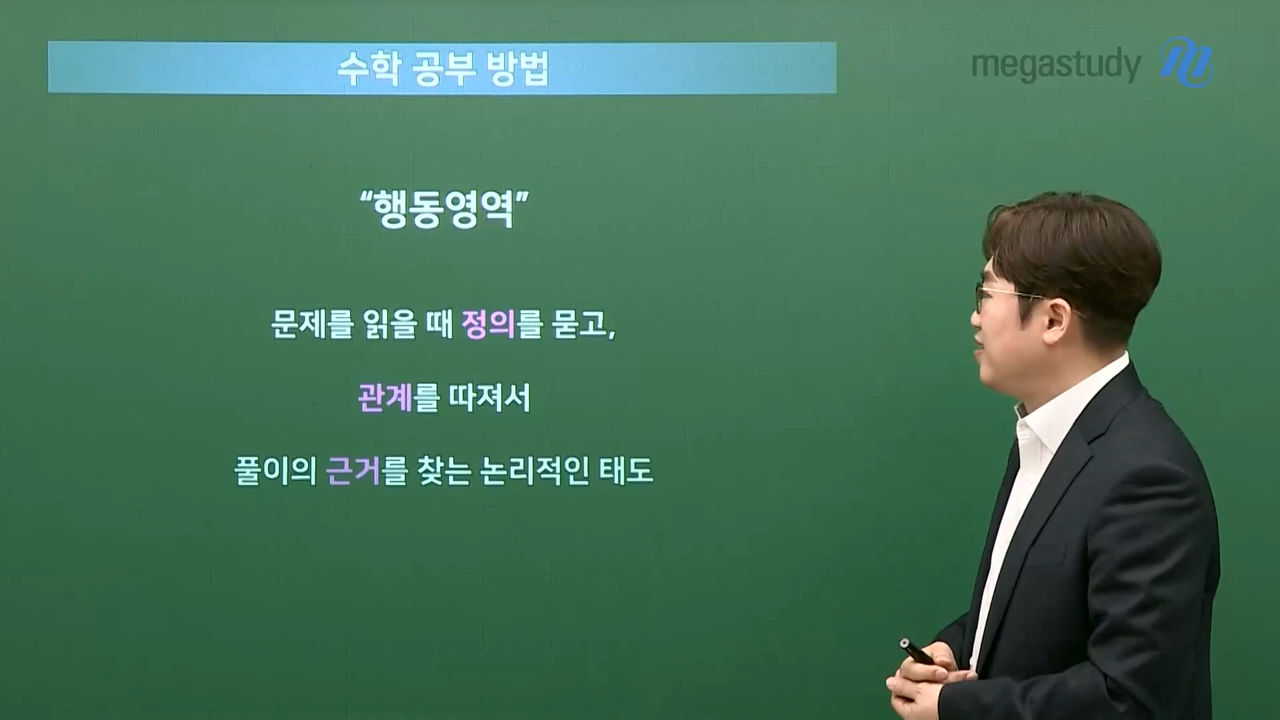 수학 공부 방법
megastudy
“행동영역”
문제를 읽을 때 정의를 묻고,
관계를 따져서
풀이의 근거를 찾는 논리적인 태도